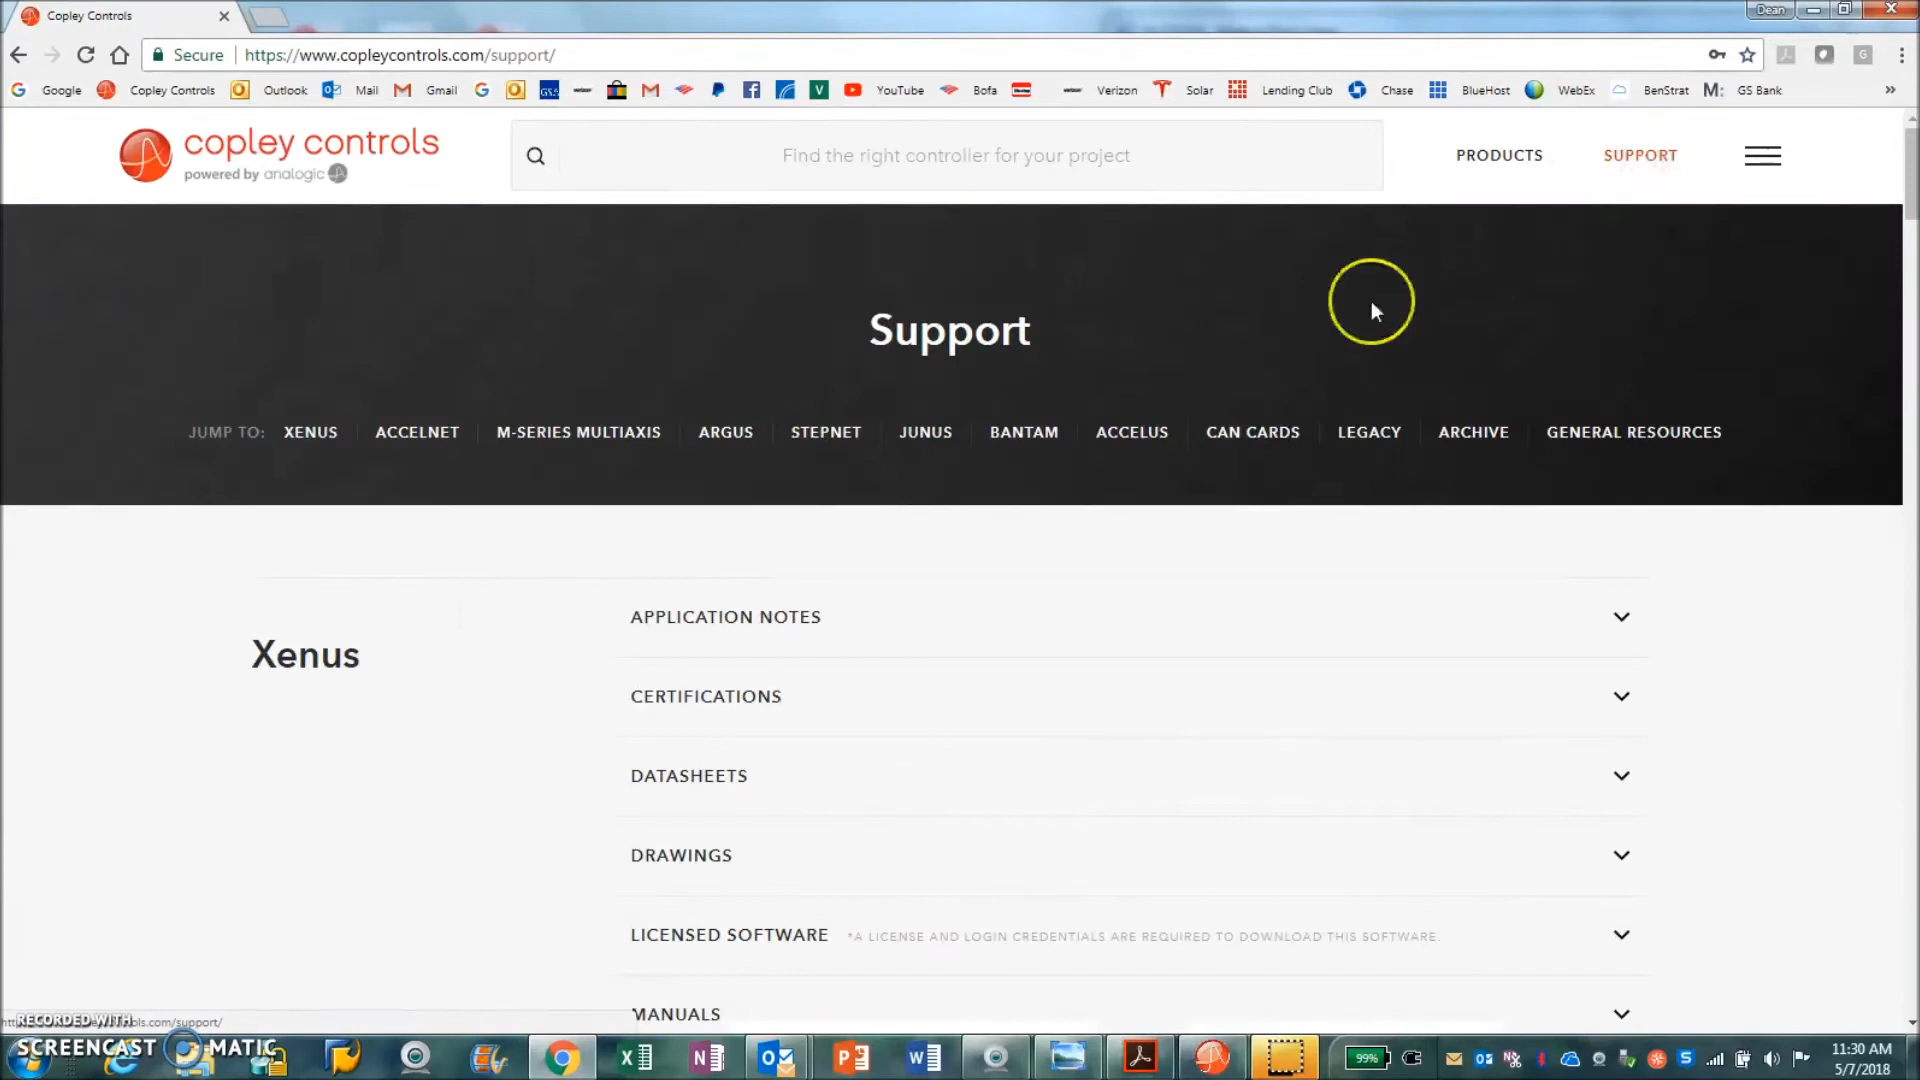 Copley Controls
Dean
Secure https://www.copleycontrols.com/support/
Google Copley Controls Outlook Mail Gmail YouTube Bofa Verizon Solar Lending Club Chase BlueHost WebEx BenStrat M: GS Bank »
copley controls
powered by analogic
Find the right controller for your project
PRODUCTS
SUPPORT
Support
JUMP TO: XENUS ACCELNET M-SERIES MULTIAXIS ARGUS STEPNET JUNUS BANTAM ACCELUS CAN CARDS LEGACY ARCHIVE GENERAL RESOURCES
Xenus
APPLICATION NOTES
CERTIFICATIONS
DATASHEETS
DRAWINGS
LICENSED SOFTWARE *A LICENSE AND LOGIN CREDENTIALS ARE REQUIRED TO DOWNLOAD THIS SOFTWARE.
MANUALS
RECORDED WITH
SCREENCAST MATIC
99%
11:30 AM
5/7/2018